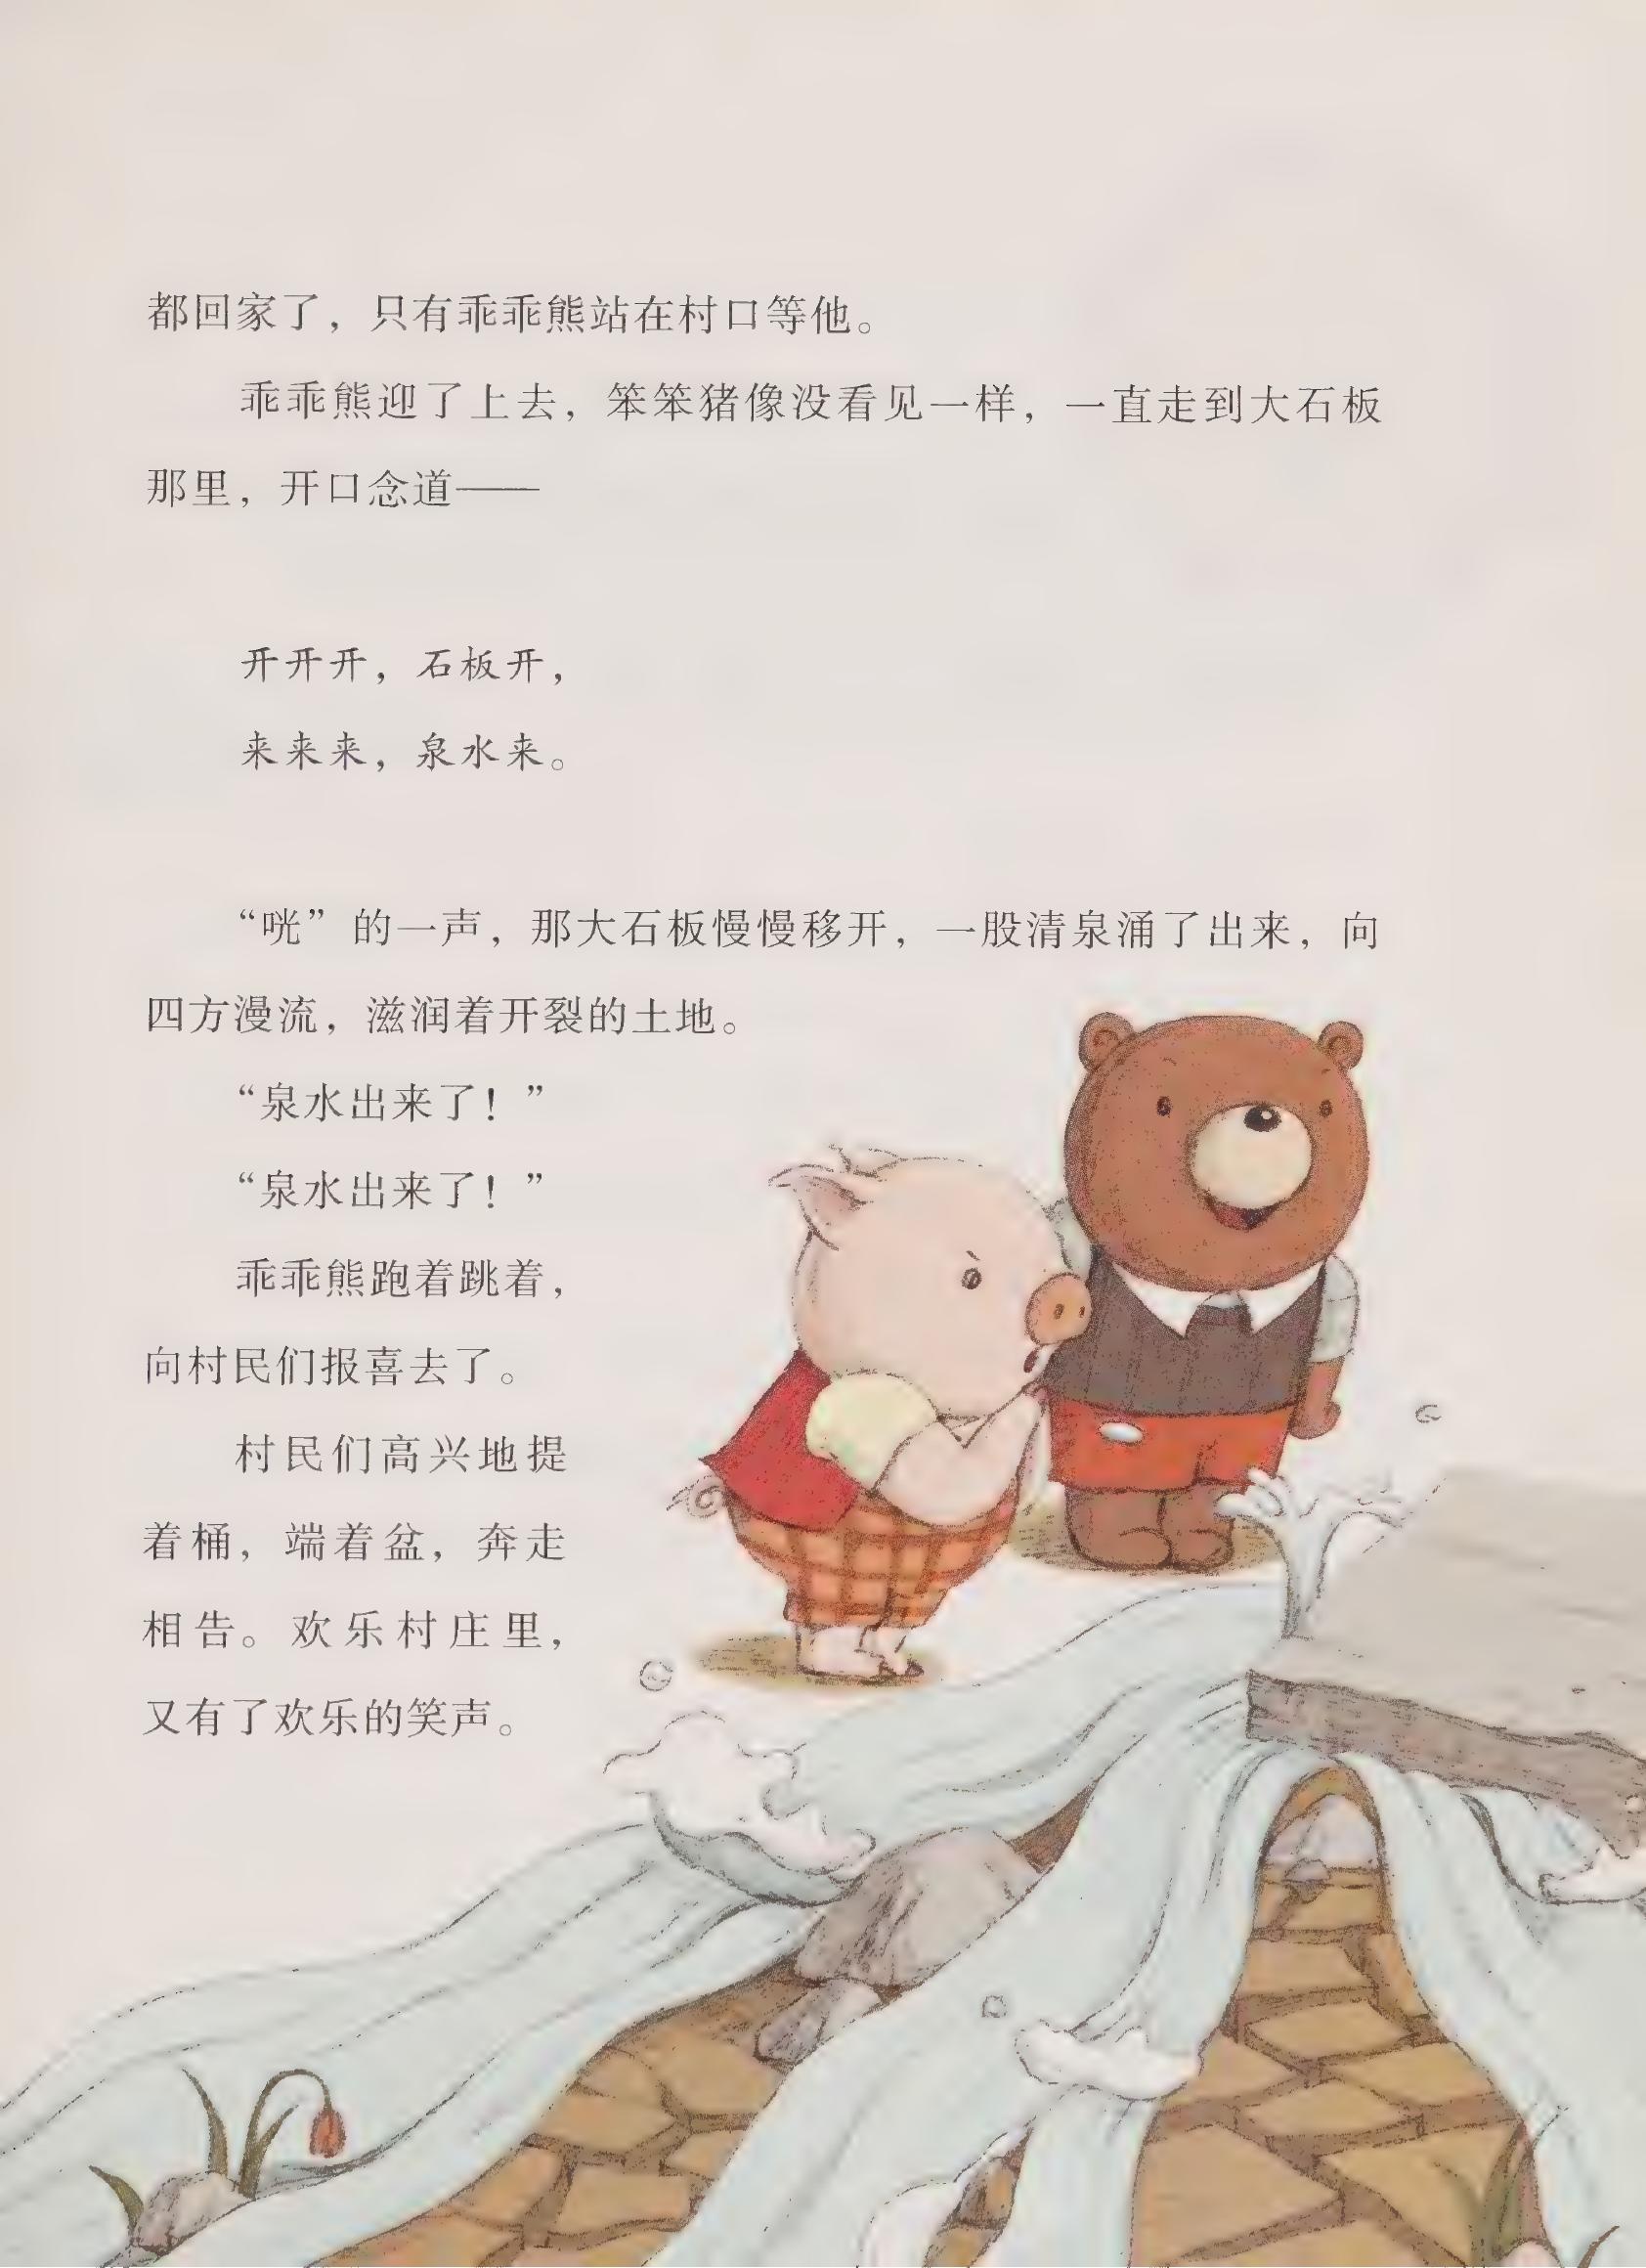 都回家了，只有乖乖熊站在村口等他。
乖乖熊迎了上去，笨笨猪像没看见一样，一直走到大石板
那里，开口念道——
开开开，石板开，
来来来，泉水来。
“咣”的一声，那大石板慢慢移开，一股清泉涌了出来，向
四方漫流，滋润着开裂的土地。
“泉水出来了！”
“泉水出来了！”
乖乖熊跑着跳着，
向村民们报喜去了。
村民们高兴地提
着桶，端着盆，奔走
相告。欢乐村庄里，
又有了欢乐的笑声。